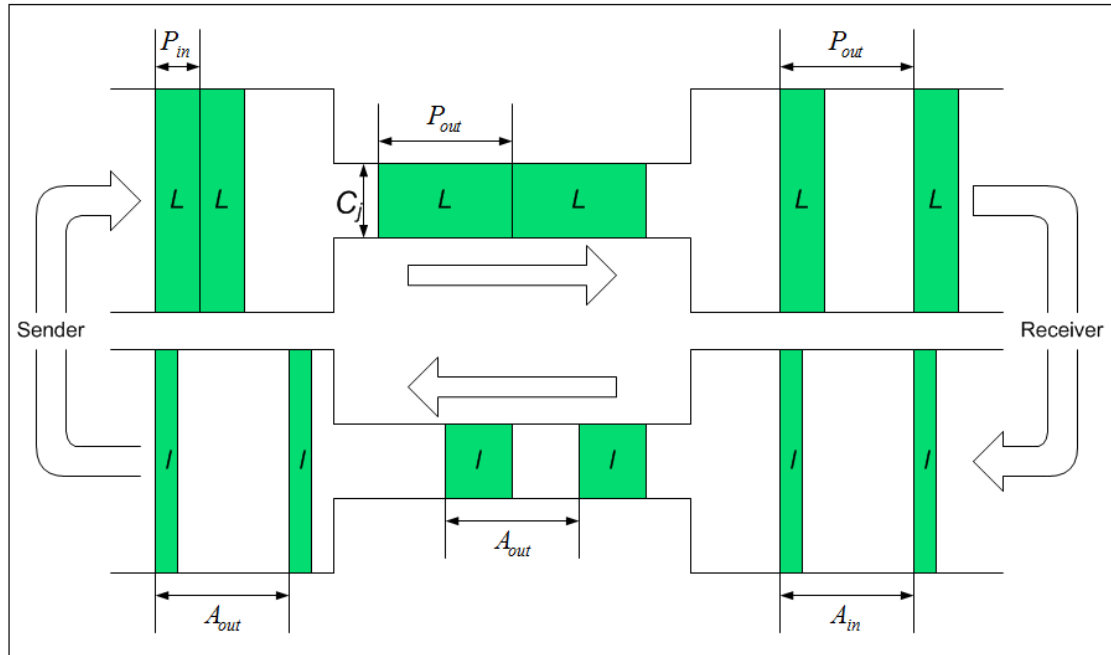 P_in
P_out
P_out
L L
C_j
L L
L L
Sender
Receiver
l l
l l
l l
A_out
A_out
A_in